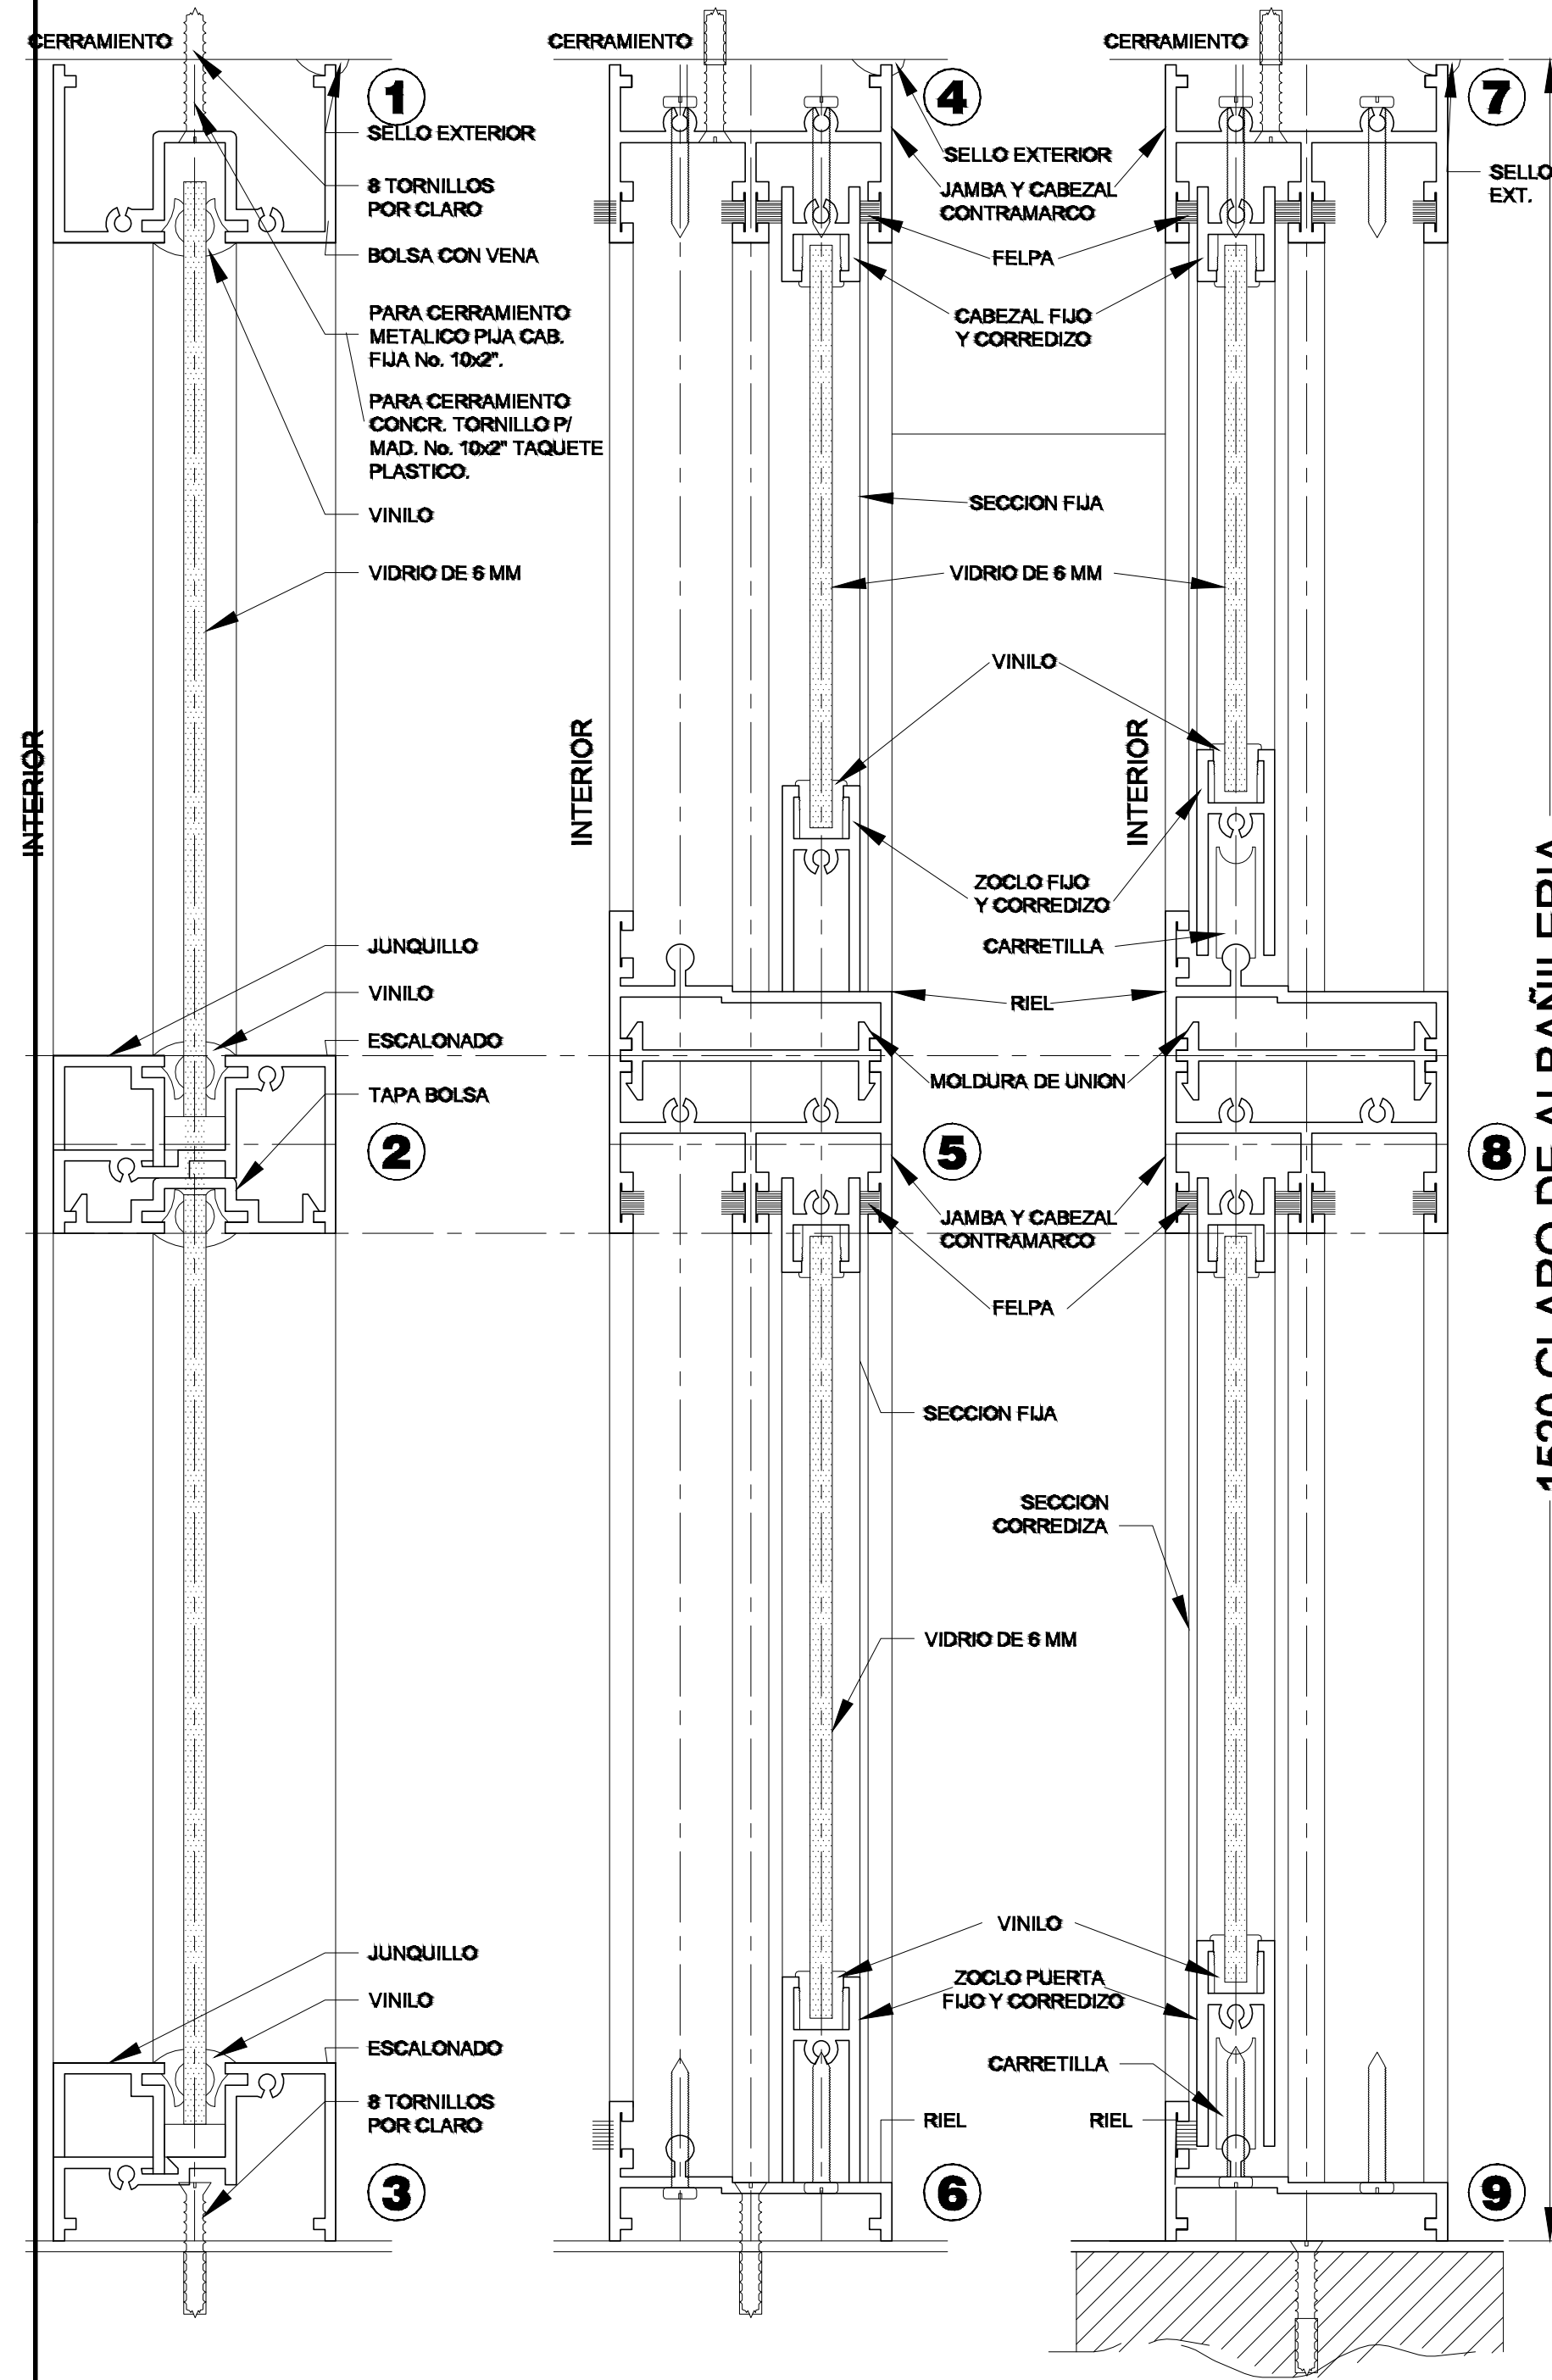 CERRAMIENTO
1
SELLO EXTERIOR
8 TORNILLOS
POR CLARO
BOLSA CON VENA
PARA CERRAMIENTO
METALICO PIJA CAB.
FIJA No. 10x2".
PARA CERRAMIENTO
CONCR. TORNILLO P/
MAD. No. 10x2" TAQUETE
PLASTICO.
VINILO
VIDRIO DE 6 MM
INTERIOR
JUNQUILLO
VINILO
ESCALONADO
TAPA BOLSA
2
JUNQUILLO
VINILO
ESCALONADO
8 TORNILLOS
POR CLARO
3
CERRAMIENTO
4
SELLO EXTERIOR
JAMBA Y CABEZAL
CONTRAMARCO
FELPA
CABEZAL FIJO
Y CORREDIZO
SECCION FIJA
VIDRIO DE 6 MM
VINILO
INTERIOR
ZOCLO FIJO
Y CORREDIZO
CARRETILLA
RIEL
MOLDURA DE UNION
5
JAMBA Y CABEZAL
CONTRAMARCO
FELPA
SECCION FIJA
SECCION
CORREDIZA
VIDRIO DE 6 MM
VINILO
ZOCLO PUERTA
FIJO Y CORREDIZO
CARRETILLA
RIEL
RIEL
6
CERRAMIENTO
7
SELLO
EXT.
INTERIOR
8
9
1520 CLARO DE ALBAÑILERIA